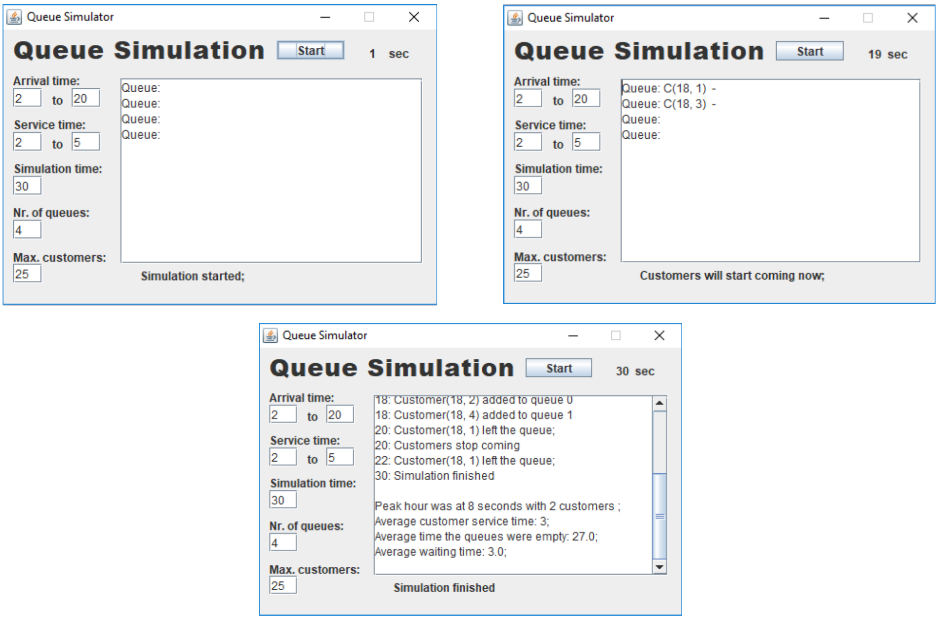 Queue Simulator
Queue Simulation Start 1 sec
Arrival time:
2 to 20
Service time:
2 to 5
Simulation time:
30
Nr. of queues:
4
Max. customers:
25
Queue:
Queue:
Queue:
Queue:
Simulation started;
Queue Simulator
Queue Simulation Start 19 sec
Arrival time:
2 to 20
Service time:
2 to 5
Simulation time:
30
Nr. of queues:
4
Max. customers:
25
Queue: C(18, 1) -
Queue: C(18, 3) -
Queue:
Queue:
Customers will start coming now;
Queue Simulator
Queue Simulation Start 30 sec
Arrival time:
2 to 20
Service time:
2 to 5
Simulation time:
30
Nr. of queues:
4
Max. customers:
25
18: Customer(18, 2) added to queue 0
18: Customer(18, 4) added to queue 1
20: Customer(18, 1) left the queue;
20: Customers stop coming
22: Customer(18, 1) left the queue;
30: Simulation finished
Peak hour was at 8 seconds with 2 customers ;
Average customer service time: 3;
Average time the queues were empty: 27.0;
Average waiting time: 3.0;
Simulation finished